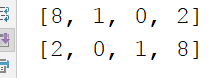 [8, 1, 0, 2]
[2, 0, 1, 8]